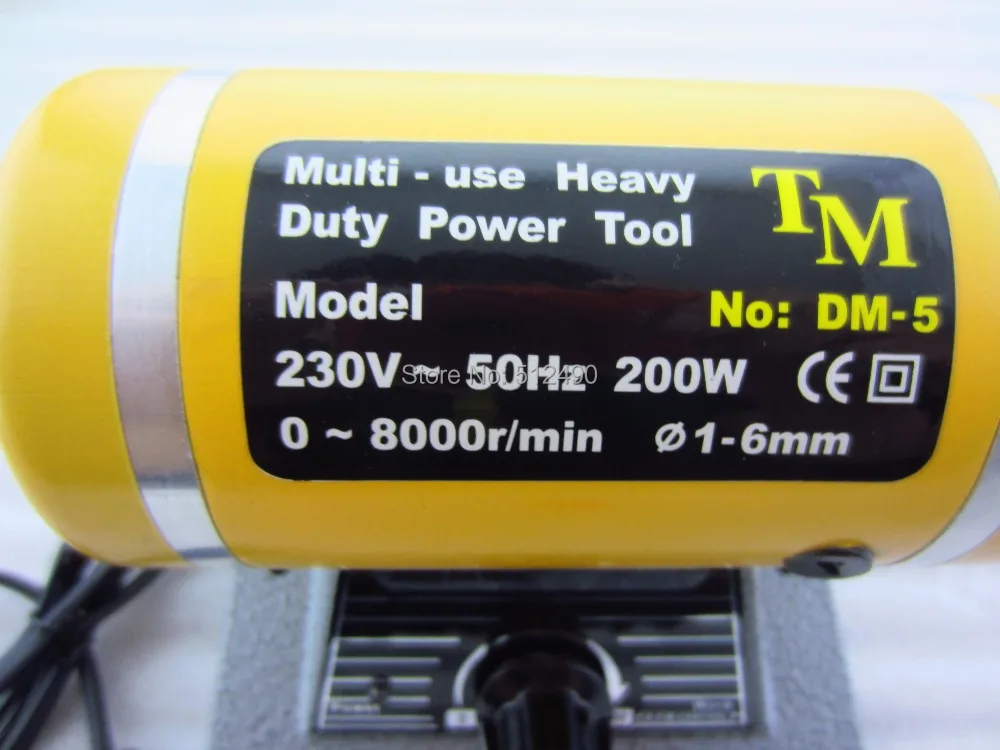 Multi - use Heavy
Duty Power Tool
TM
Model No: DM-5
230V~ 50Hz 200W CE
Store No: 512490
0 ~ 8000r/min Ø1-6mm
Power